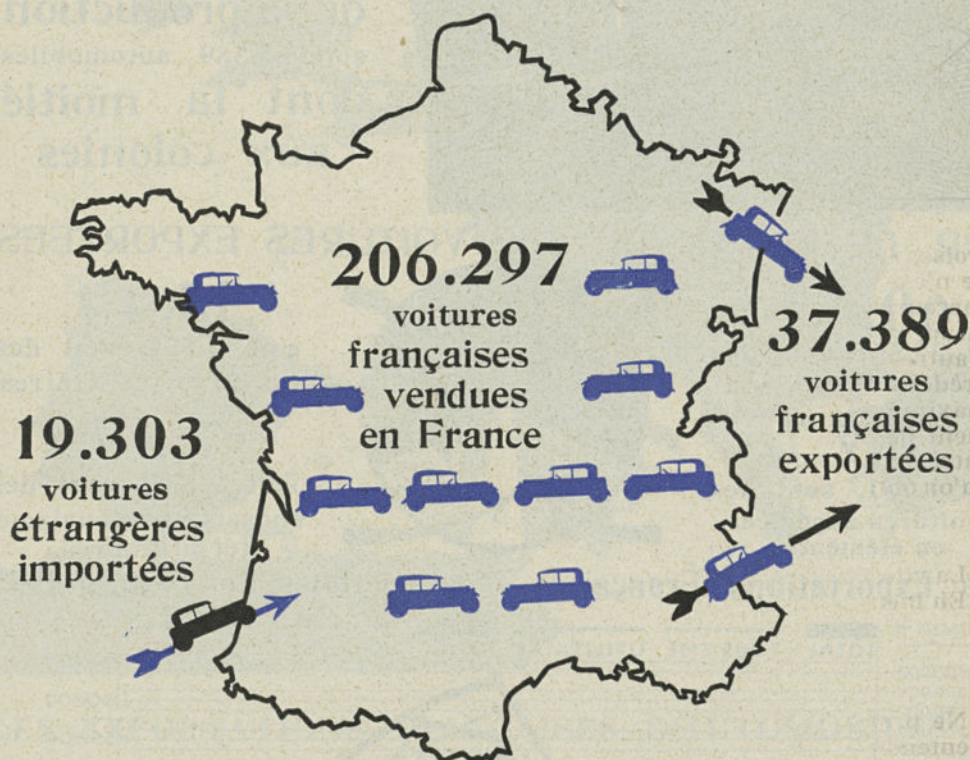 206.297
voitures
françaises
vendues
en France
37.389
voitures
françaises
exportées
19.303
voitures
étrangères
importées